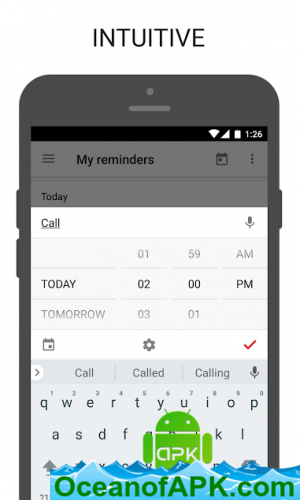 INTUITIVE
1:26
My reminders
Today
Call
01 59 AM
TODAY 02 00 PM
TOMORROW 03 01
Call Called Calling
q w e r t y u i o p
a s d f g h k l
APK
OceanofAPK.com